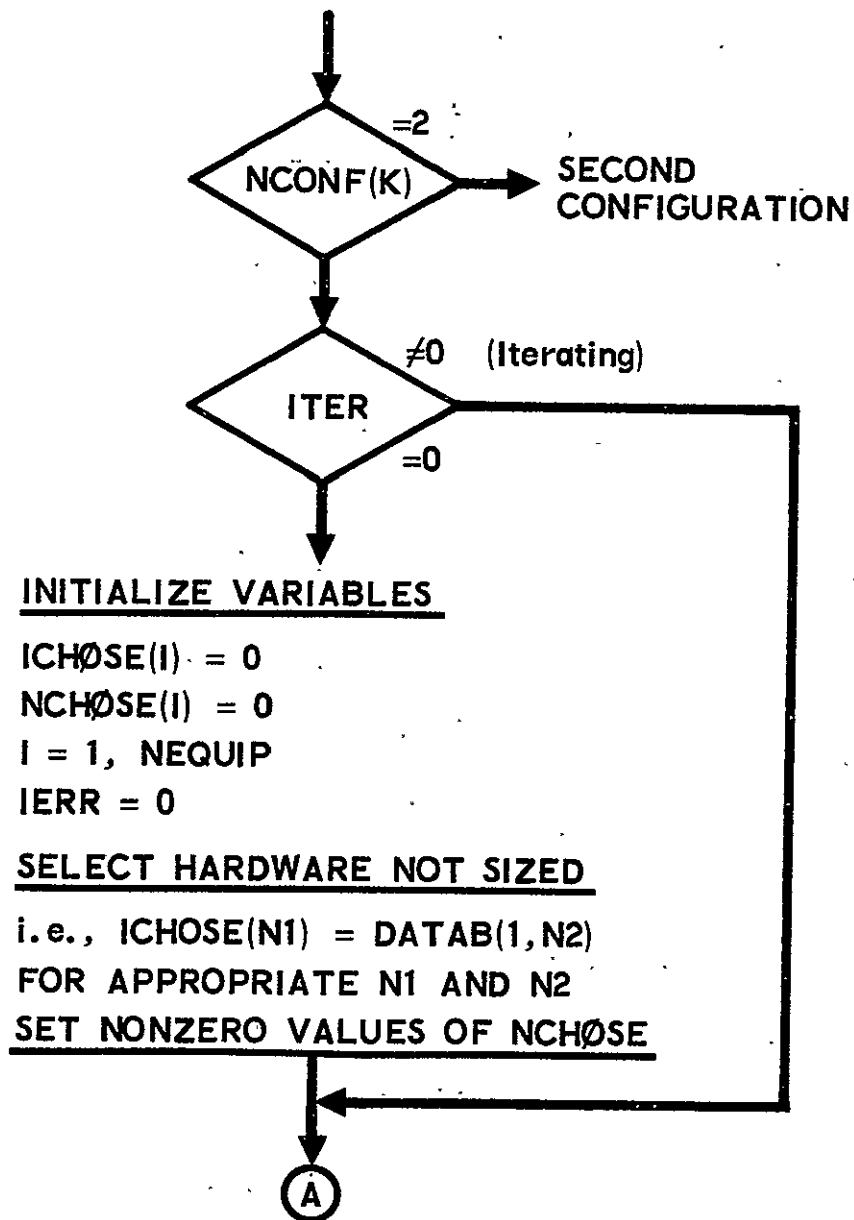 =2
NCONF(K)
SECOND
CONFIGURATION
≠0 (Iterating)
ITER
=0
INITIALIZE VARIABLES
ICHØSE(I) = 0
NCHØSE(I) = 0
I = 1, NEQUIP
IERR = 0
SELECT HARDWARE NOT SIZED
i.e., ICHOSE(N1) = DATAB(1,N2)
FOR APPROPRIATE N1 AND N2
SET NONZERO VALUES OF NCHØSE
A